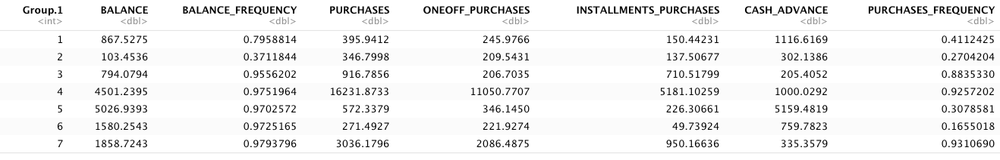 Group.1 BALANCE BALANCE_FREQUENCY PURCHASES ONEOFF_PURCHASES INSTALLMENTS_PURCHASES CASH_ADVANCE PURCHASES_FREQUENCY
<int> <dbl> <dbl> <dbl> <dbl> <dbl> <dbl> <dbl>
1 867.5275 0.7958814 395.9412 245.9766 150.44231 1116.6169 0.4112425
2 103.4536 0.3711844 346.7998 209.5431 137.50677 302.1386 0.2704204
3 794.0794 0.9556202 916.7856 206.7035 710.51799 205.4052 0.8835330
4 4501.2395 0.9751964 16231.8733 11050.7707 5181.10259 1000.0292 0.9257202
5 5026.9393 0.9702572 572.3379 346.1450 226.30661 5159.4819 0.3078581
6 1580.2543 0.9725165 271.4927 221.9274 49.73924 759.7823 0.1655018
7 1858.7243 0.9793796 3036.1796 2086.4875 950.16636 335.3579 0.9310690